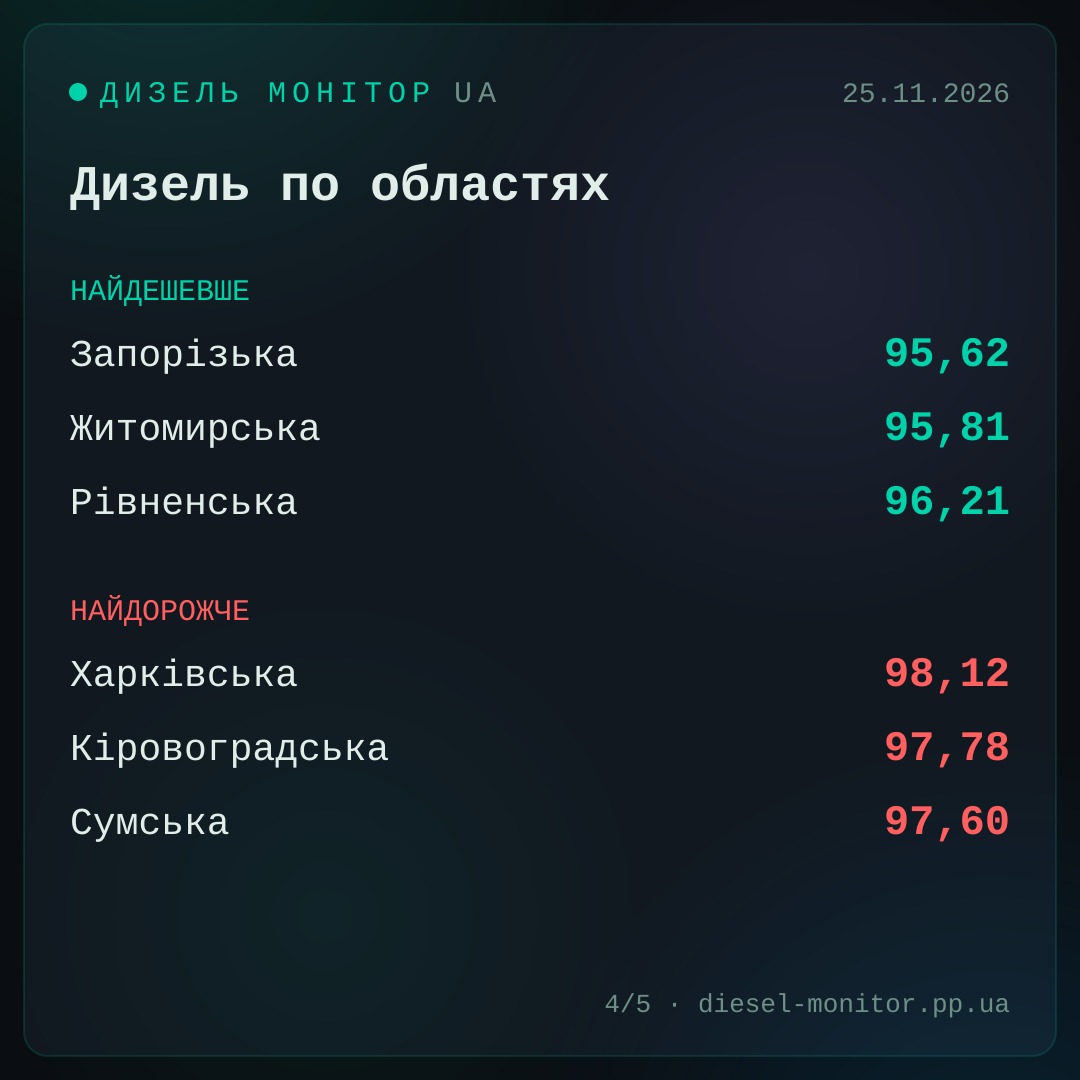 ДИЗЕЛЬ МОНІТОР UA 25.11.2026
Дизель по областях
НАЙДЕШЕВШЕ
Запорізька 95,62
Житомирська 95,81
Рівненська 96,21
НАЙДОРОЖЧЕ
Харківська 98,12
Кіровоградська 97,78
Сумська 97,60
4/5 · diesel-monitor.pp.ua